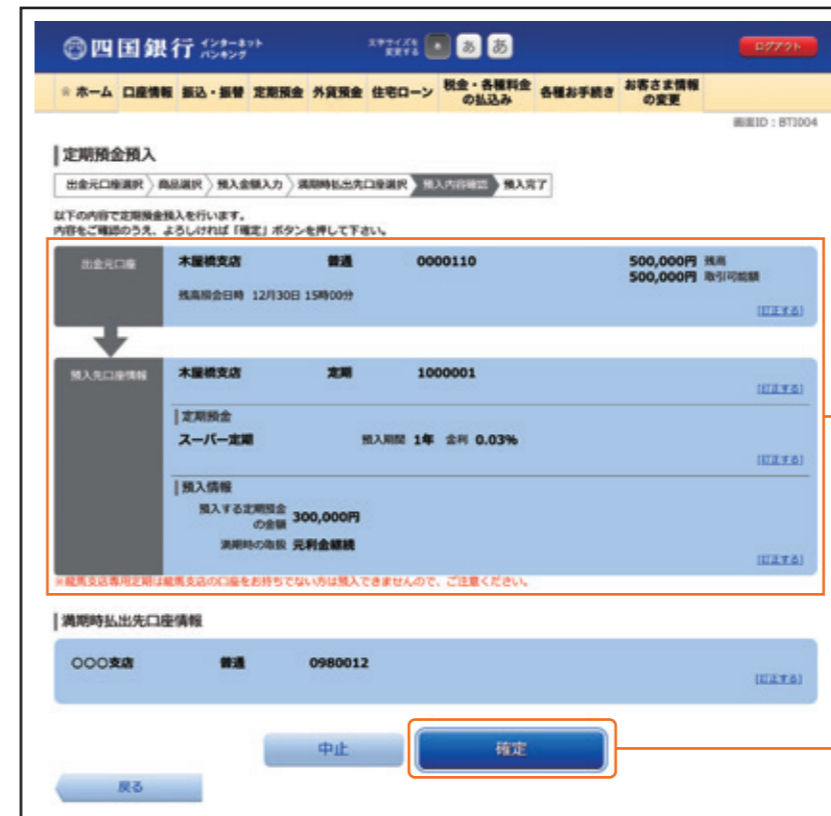 四国銀行 インターネットバンキング 文字サイズを変更する あ あ ログアウト
ホーム 口座情報 振込・振替 定期預金 外貨預金 住宅ローン 税金・各種料金の払込み 各種お手続き お客さま情報の変更
画面ID：BTI004
定期預金預入
出金元口座選択 商品選択 預入金額入力 満期時払出先口座選択 預入内容確認 預入完了
以下の内容で定期預金預入を行います。
内容をご確認のうえ、よろしければ「確定」ボタンを押して下さい。
出金元口座 木屋橋支店 普通 0000110 500,000円 残高
500,000円 取引可能額
残高照会日時 12月30日 15時00分
[訂正する]
預入先口座情報 木屋橋支店 定期 1000001
[訂正する]
定期預金
スーパー定期 預入期間 1年 金利 0.03%
[訂正する]
預入情報
預入する定期預金の金額 300,000円
満期時の取扱 元利金継続
[訂正する]
※龍馬支店専用定期は龍馬支店の口座をお持ちでない方は預入できませんので、ご注意ください。
満期時払出先口座情報
○○○支店 普通 0980012
[訂正する]
中止 確定
戻る